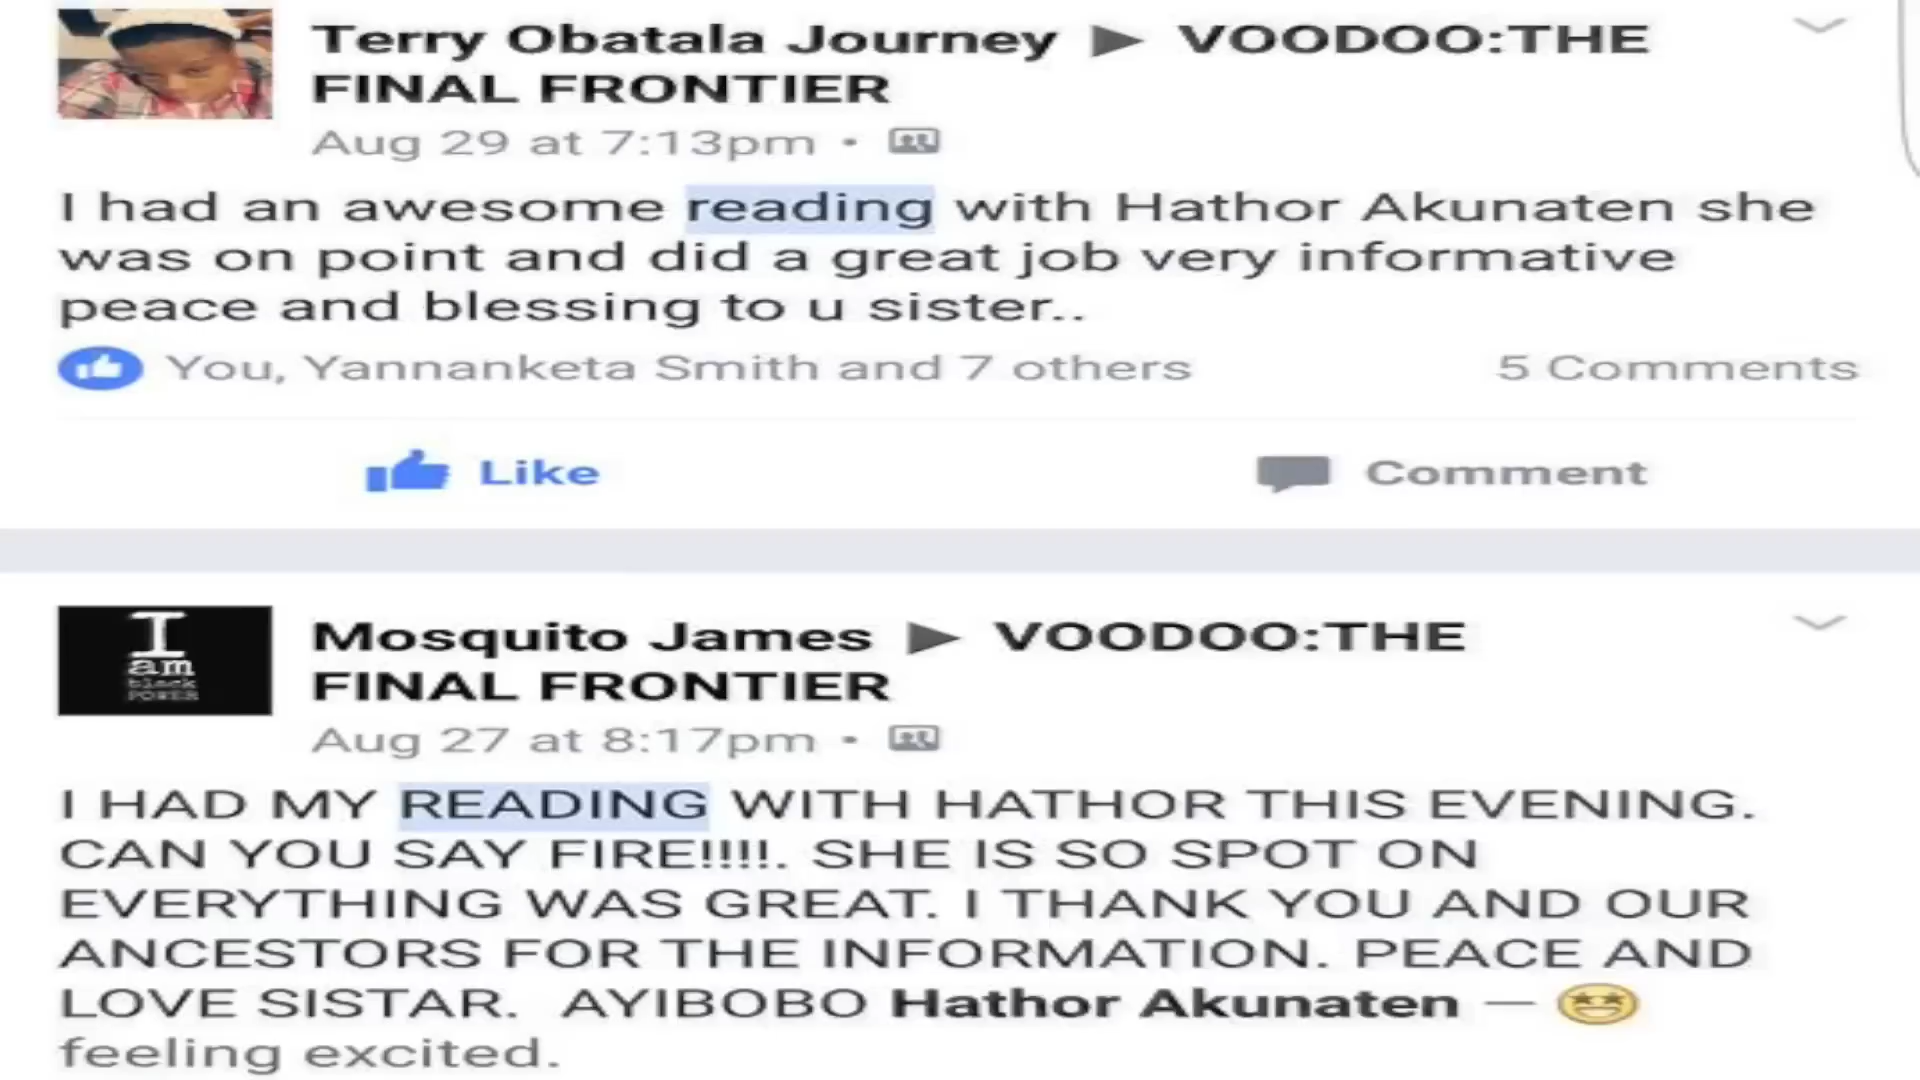 Terry Obatala Journey ▶ VOODOO:THE
FINAL FRONTIER
Aug 29 at 7:13pm •
I had an awesome reading with Hathor Akunaten she
was on point and did a great job very informative
peace and blessing to u sister..
You, Yannanketa Smith and 7 others 5 Comments
Like Comment
I
am
black
POWER
Mosquito James ▶ VOODOO:THE
FINAL FRONTIER
Aug 27 at 8:17pm •
I HAD MY READING WITH HATHOR THIS EVENING.
CAN YOU SAY FIRE!!!!. SHE IS SO SPOT ON
EVERYTHING WAS GREAT. I THANK YOU AND OUR
ANCESTORS FOR THE INFORMATION. PEACE AND
LOVE SISTAR. AYIBOBO Hathor Akunaten — 🤩
feeling excited.